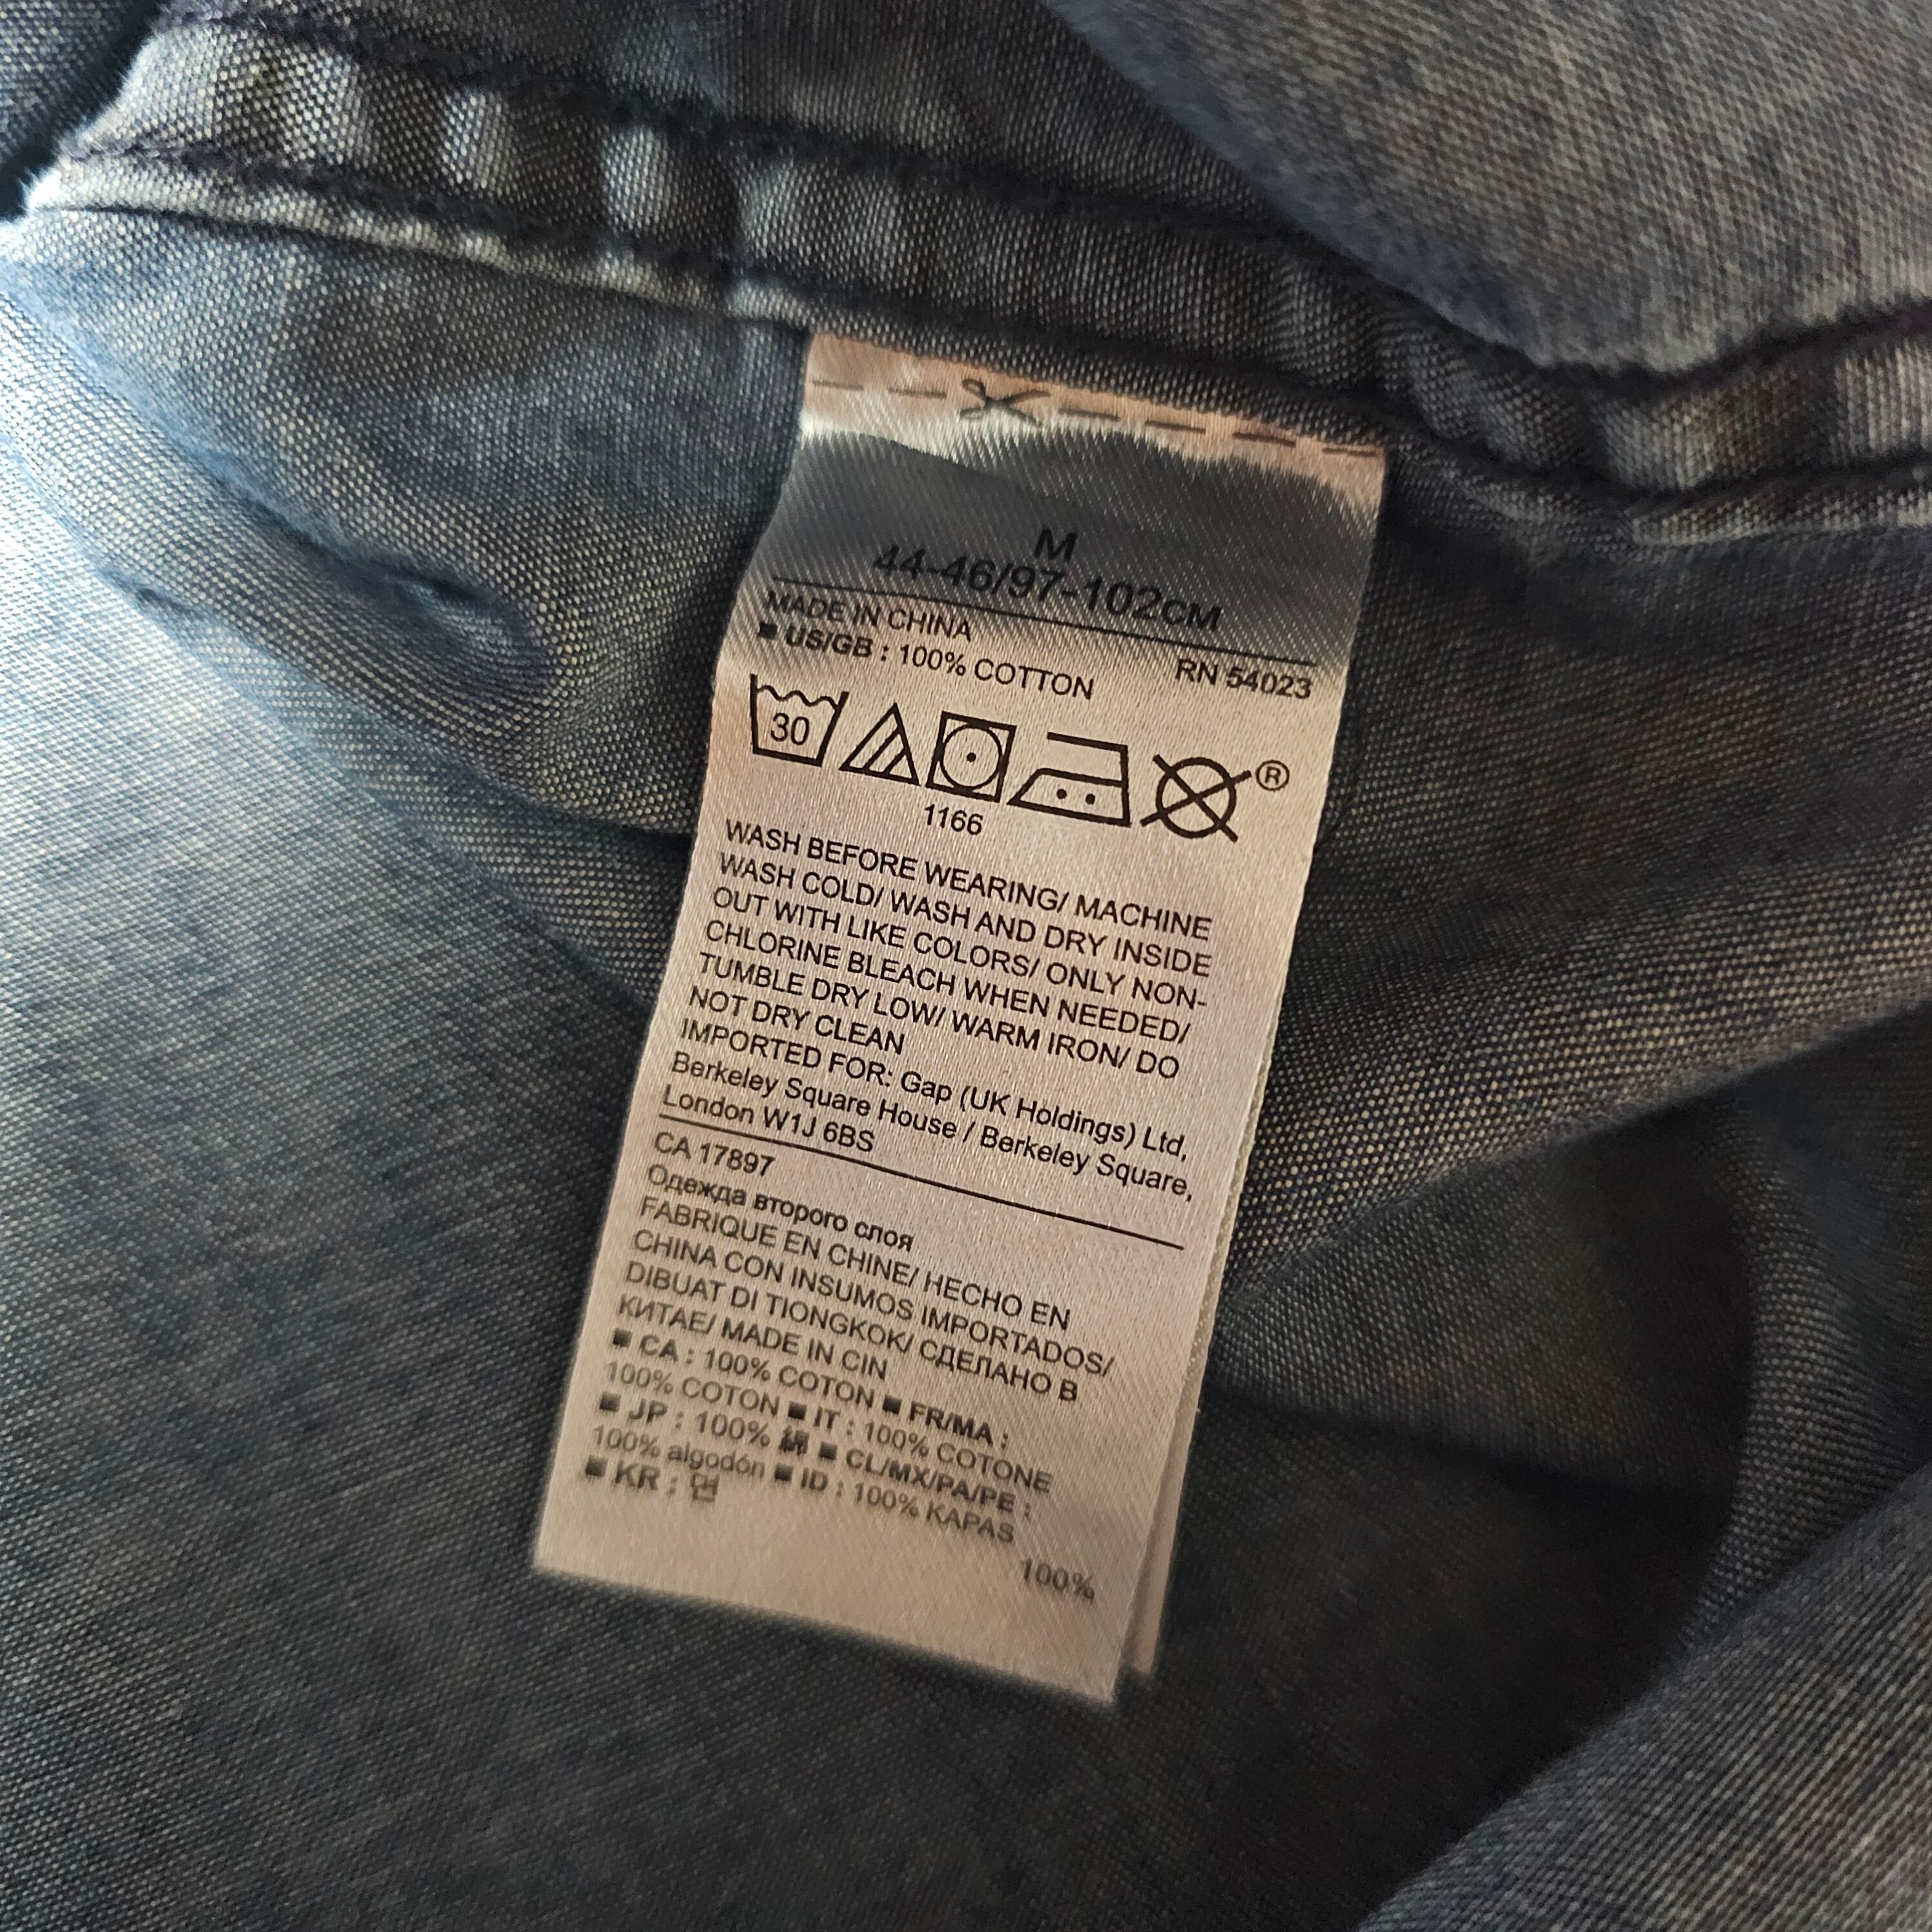 M
44-46/97-102CM
MADE IN CHINA
RN 54023
■ US/GB : 100% COTTON
30
®
1166
WASH BEFORE WEARING/ MACHINE
WASH COLD/ WASH AND DRY INSIDE
OUT WITH LIKE COLORS/ ONLY NON-
CHLORINE BLEACH WHEN NEEDED/
TUMBLE DRY LOW/ WARM IRON/ DO
NOT DRY CLEAN
IMPORTED FOR: Gap (UK Holdings) Ltd,
Berkeley Square House / Berkeley Square,
London W1J 6BS
CA 17897
Одежда второго слоя
FABRIQUE EN CHINE/ HECHO EN
CHINA CON INSUMOS IMPORTADOS/
DIBUAT DI TIONGKOK/ СДЕЛАНО В
КИТАЕ/ MADE IN CIN
■ CA : 100% COTON ■ FR/MA :
100% COTON ■ IT : 100% COTONE
■ JP : 100% 綿 ■ CL/MX/PA/PE :
100% algodón ■ ID : 100% KAPAS
■ KR : 면
100%